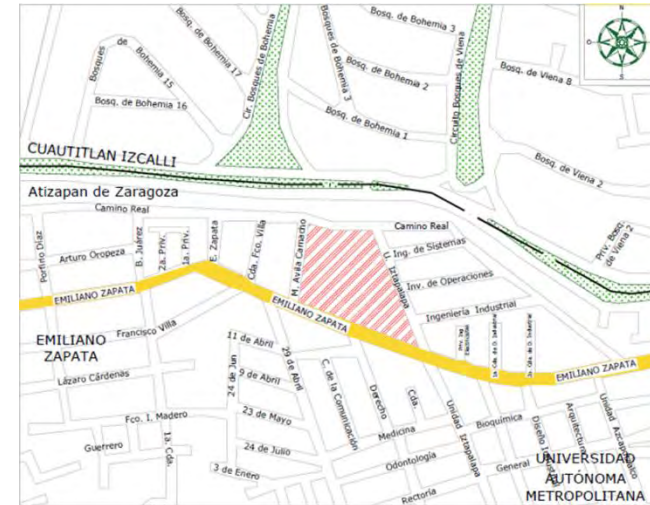 Bosq. de Bohemia 3
N
O
E
S
Bosques de
Bohemia 15
Bosq. de Bohemia 17
Cir. Bosques de Bohemia
Bosq. de Bohemia 3
Bosq. de Bohemia 2
Circuito Bosques de Viena
Bosq. de Viena 8
Bosq. de Bohemia 16
Bosq. de Bohemia 1
CUAUTITLAN IZCALLI
Bosq. de Viena 2
Atizapan de Zaragoza
Camino Real
Camino Real
Porfirio Díaz
Arturo Oropeza
B. Juárez
2a. Priv.
1a. Priv.
E. Zapata
Cda. Fco. Villa
M. Avila Camacho
U. Iztapalapa
U. Ing. de Sistemas
Priv. Bosq.
de Viena 2
Inv. de Operaciones
EMILIANO ZAPATA
EMILIANO ZAPATA
Ingeniería Industrial
Francisco Villa
EMILIANO
ZAPATA
11 de Abril
29 de Abril
C. de la Comunicación
EMILIANO ZAPATA
Lázaro Cárdenas
24 de Jun
9 de Abril
Derecho
Cda.
Fco. I. Madero
23 de Mayo
Medicina
Unidad Iztapalapa
Bioquímica
Diseño Industrial
Arquitectura
Unidad Azcapotzalco
Guerrero
1a. Cda.
24 de Julio
Odontología
General
3 de Enero
Rectoría
UNIVERSIDAD
AUTÓNOMA
METROPOLITANA